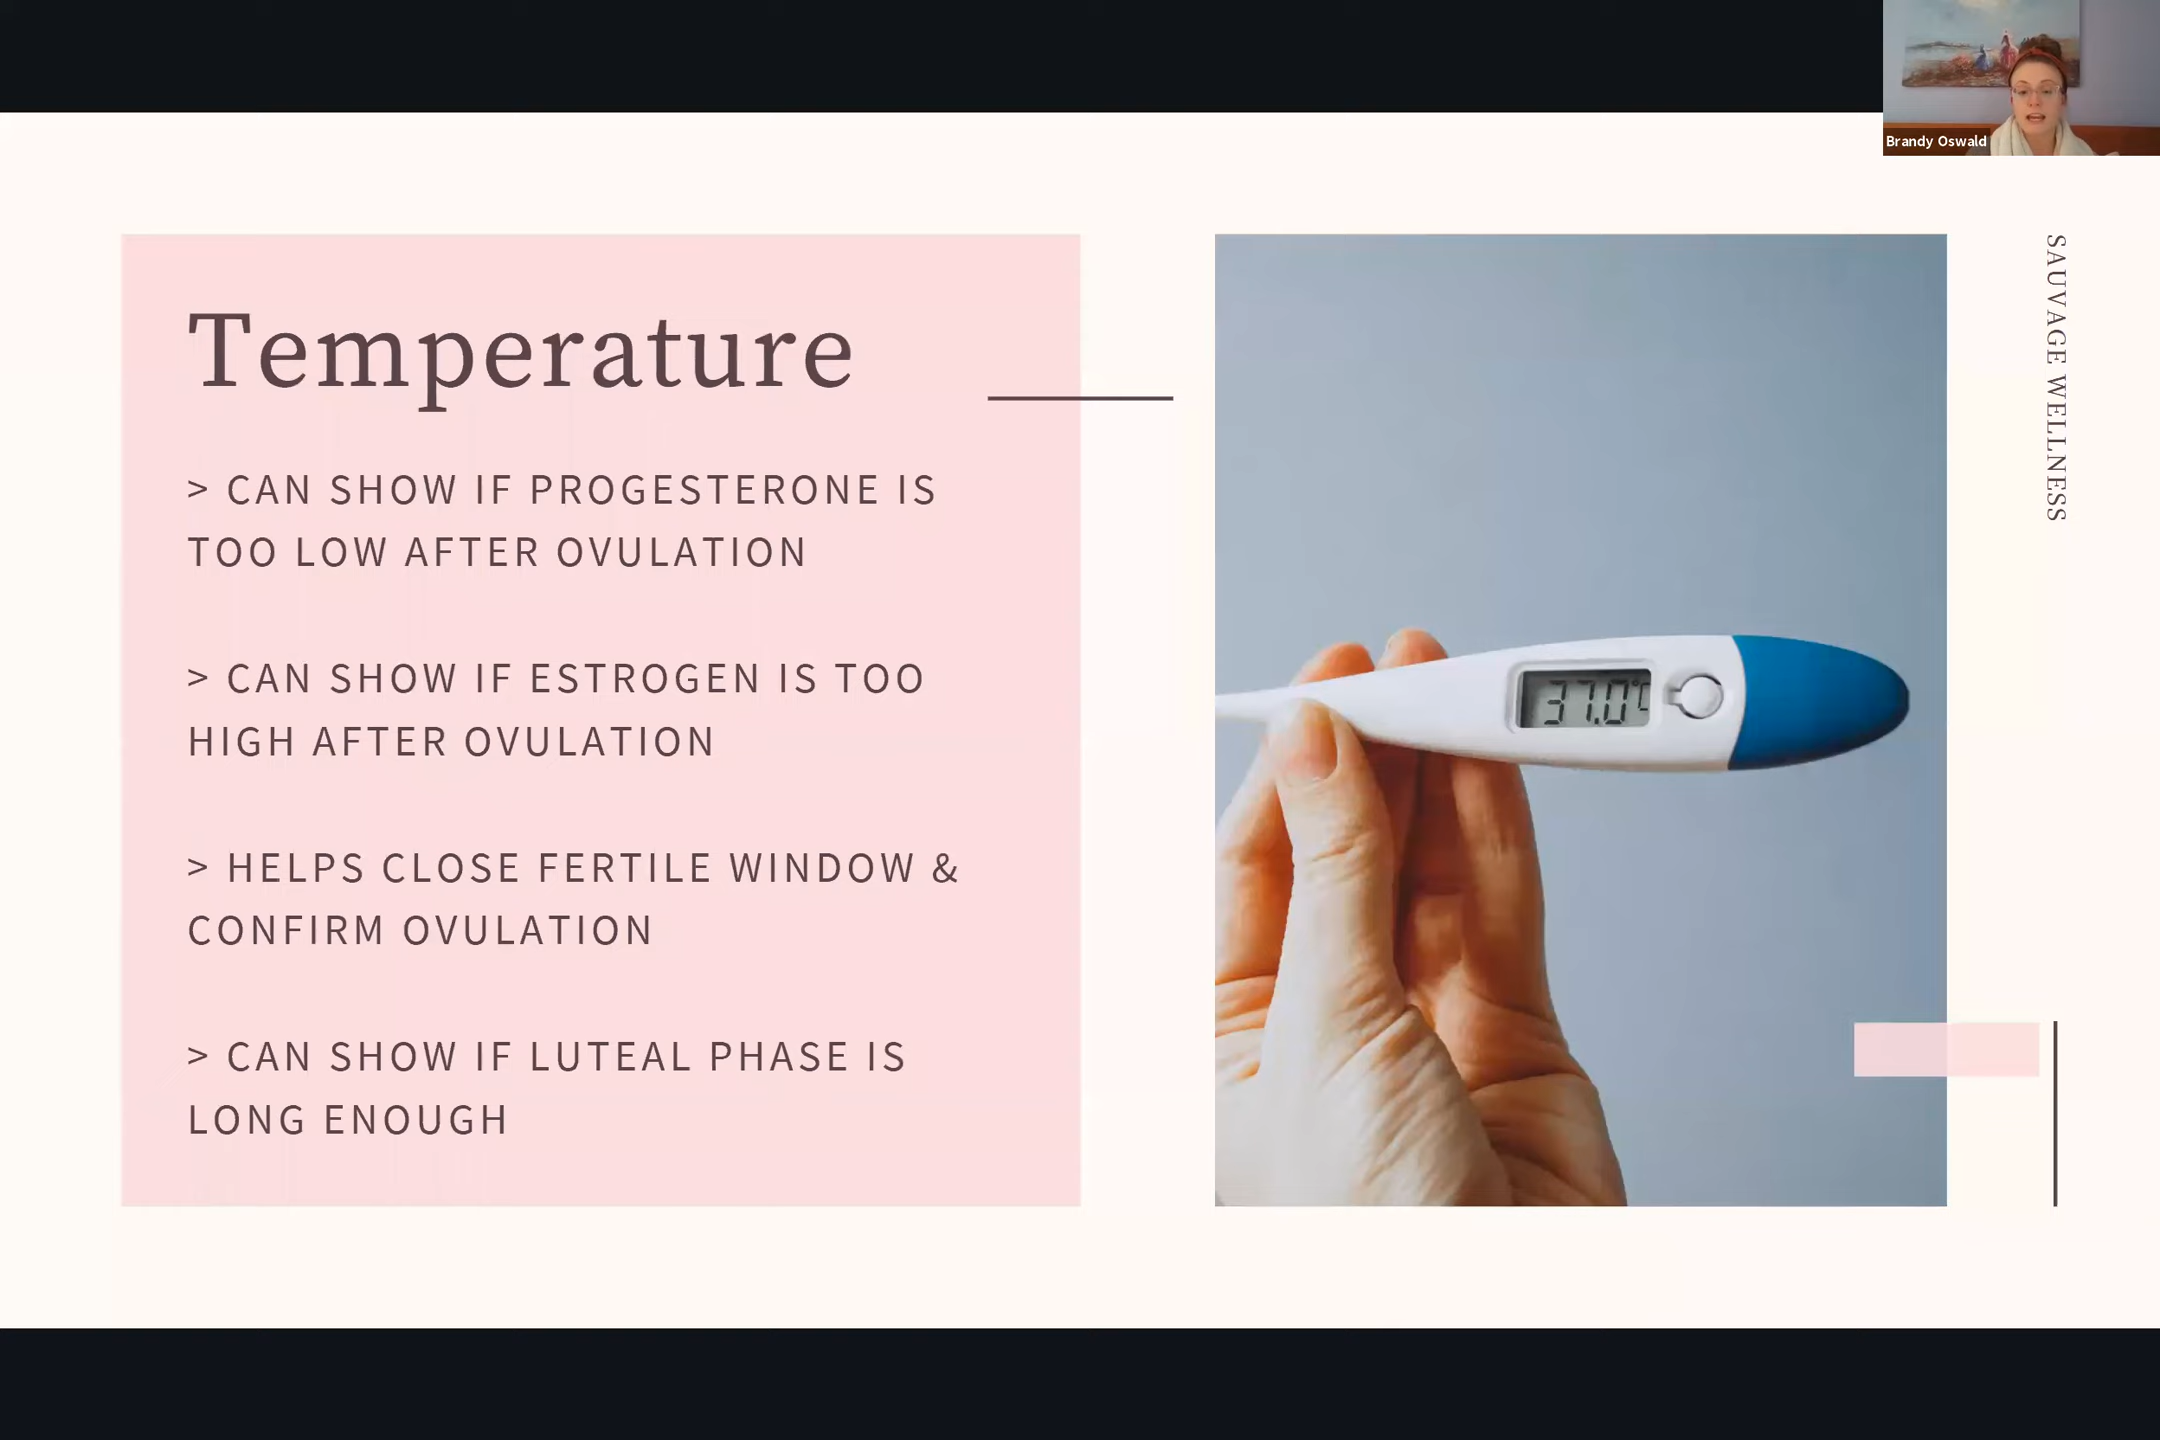 Brandy Oswald
SAUVAGE WELLNESS
Temperature
> CAN SHOW IF PROGESTERONE IS
TOO LOW AFTER OVULATION
> CAN SHOW IF ESTROGEN IS TOO
HIGH AFTER OVULATION
> HELPS CLOSE FERTILE WINDOW &
CONFIRM OVULATION
> CAN SHOW IF LUTEAL PHASE IS
LONG ENOUGH
37.0°C